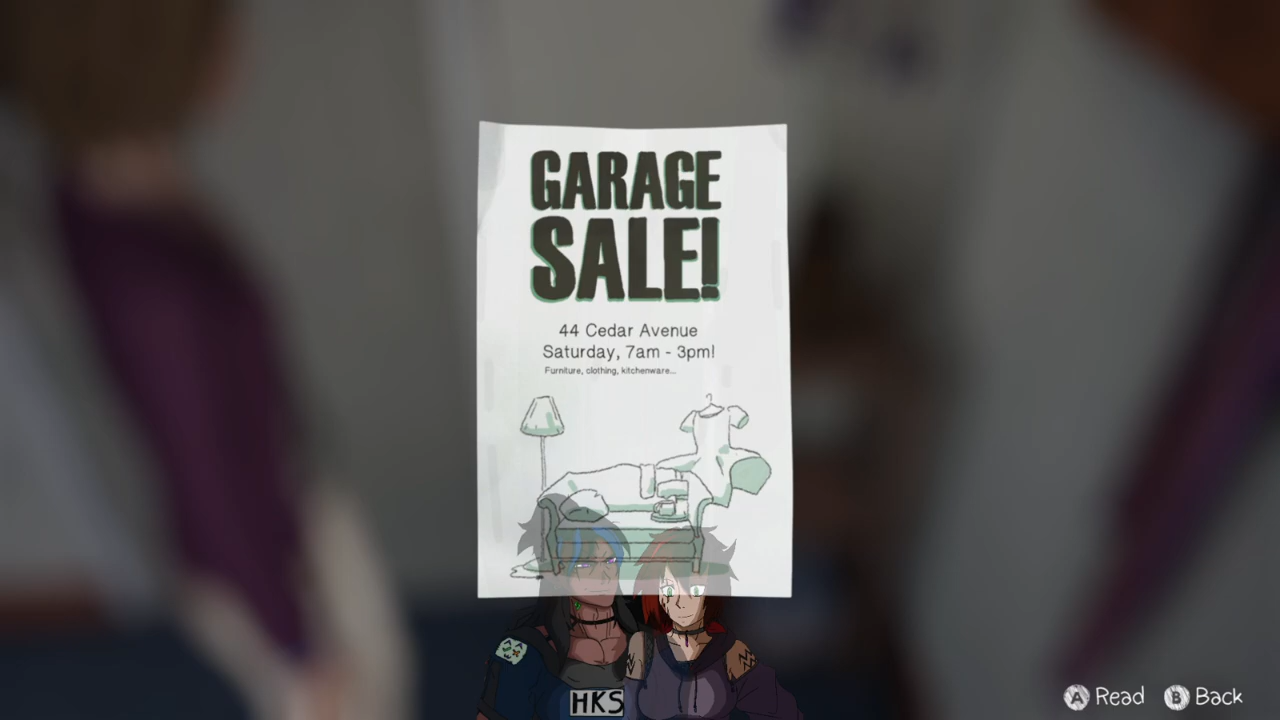 GARAGE
SALE!
44 Cedar Avenue
Saturday, 7am - 3pm!
Furniture, clothing, kitchenware...
HKS
A Read B Back